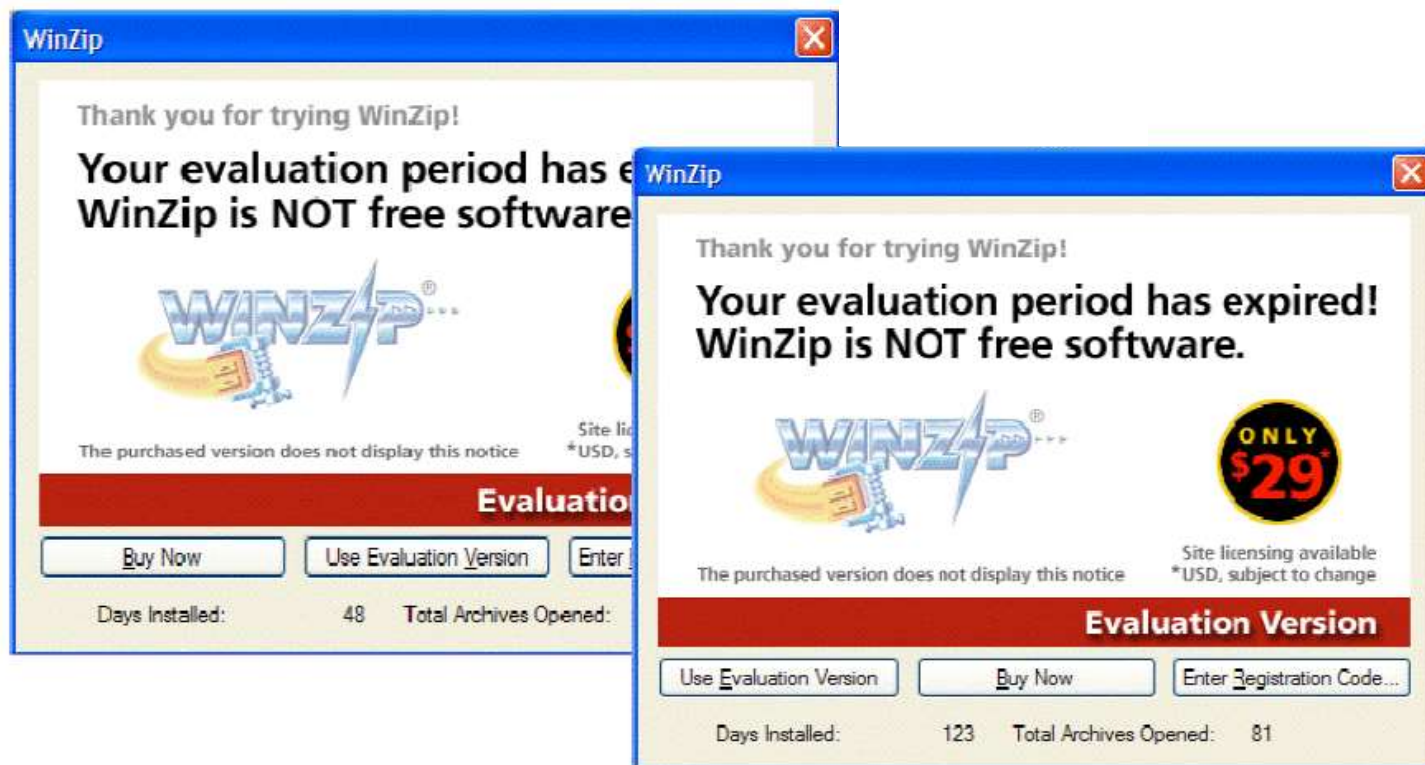 WinZip
Thank you for trying WinZip!
Your evaluation period has
WinZip is NOT free software
WINZIP®
Site
The purchased version does not display this notice
*USD,
Buy Now
Use Evaluation Version
Enter
Days Installed: 48 Total Archives Opened:
WinZip
Thank you for trying WinZip!
Your evaluation period has expired!
WinZip is NOT free software.
WINZIP®
ONLY
$29*
Site licensing available
The purchased version does not display this notice
*USD, subject to change
Evaluation Version
Use Evaluation Version
Buy Now
Enter Registration Code...
Days Installed: 123 Total Archives Opened: 81